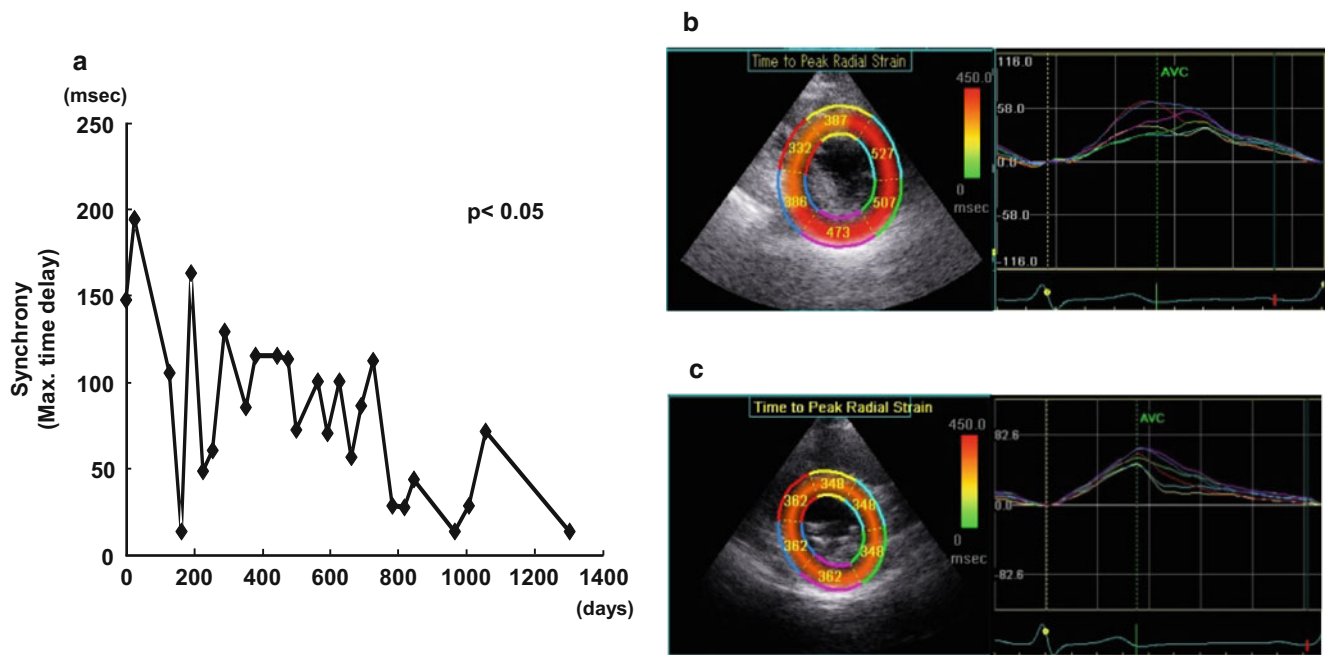 a
(msec)
250
200
150
100
50
0
Synchrony
(Max. time delay)
p< 0.05
0 200 400 600 800 1000 1200 1400
(days)
b
Time to Peak Radial Strain
450.0
0
msec
387
332
527
386
507
473
116.0
58.0
0.0
-58.0
-116.0
AVC
c
Time to Peak Radial Strain
450.0
0
msec
348
362
348
362
348
362
82.6
0.0
-82.6
AVC